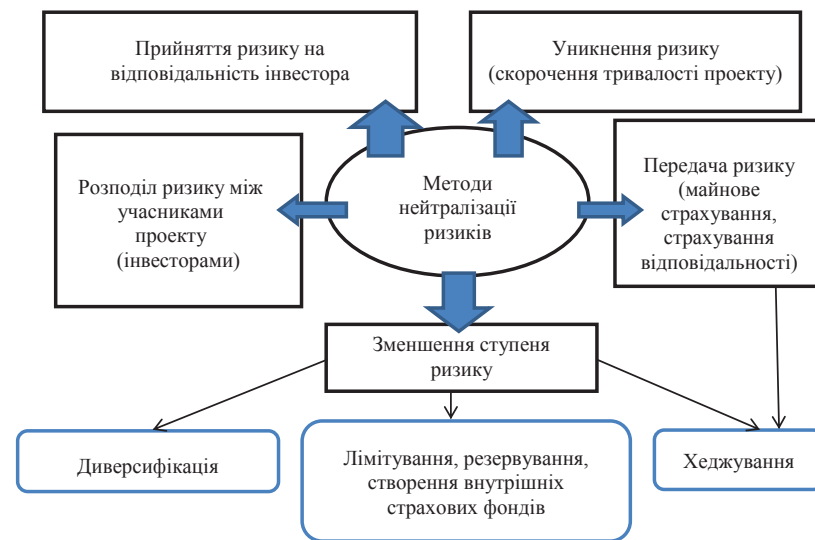 Прийняття ризику на
відповідальність інвестора
Уникнення ризику
(скорочення тривалості проекту)
Розподіл ризику між
учасниками
проекту
(інвесторами)
Методи
нейтралізації
ризиків
Передача ризику
(майнове
страхування,
страхування
відповідальності)
Зменшення ступеня
ризику
Диверсифікація
Лімітування, резервування,
створення внутрішніх
страхових фондів
Хеджування